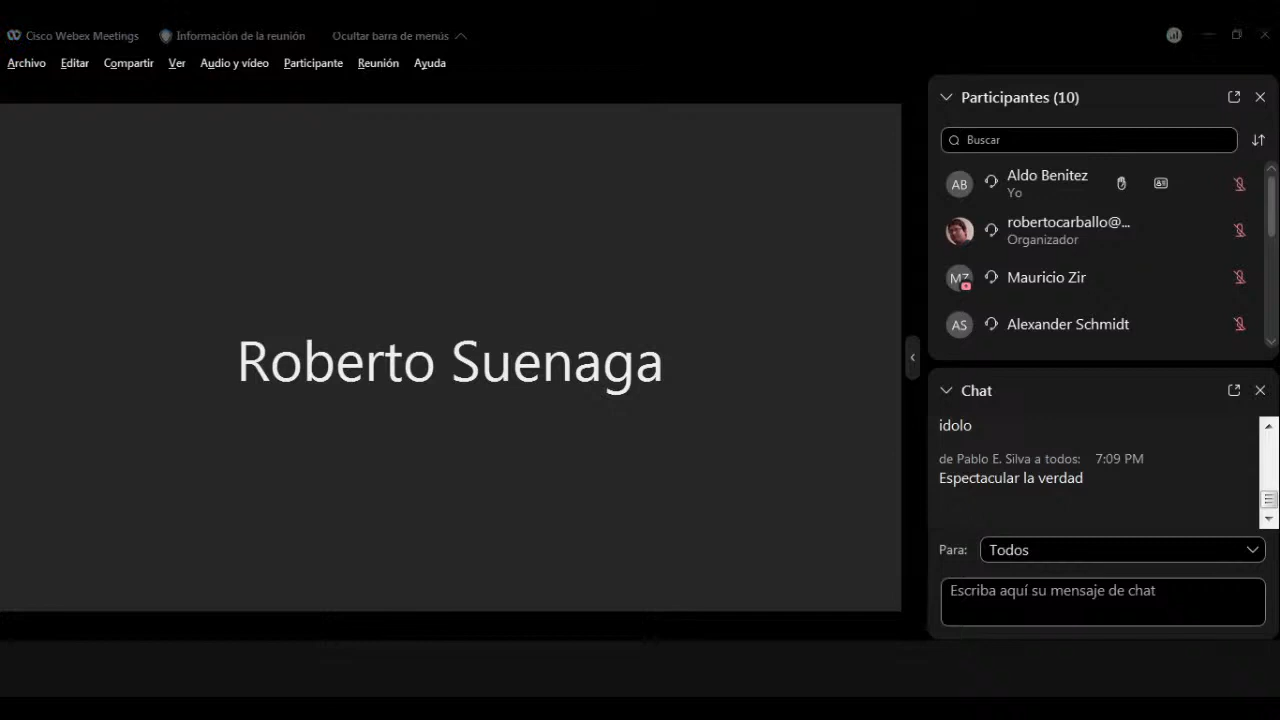 Cisco Webex Meetings Información de la reunión Ocultar barra de menús
Archivo Editar Compartir Ver Audio y vídeo Participante Reunión Ayuda
Roberto Suenaga
Participantes (10)
Buscar
AB Aldo Benitez
Yo
robertocarballo@...
Organizador
MZ Mauricio Zir
AS Alexander Schmidt
Chat
idolo
de Pablo E. Silva a todos: 7:09 PM
Espectacular la verdad
Para: Todos
Escriba aquí su mensaje de chat